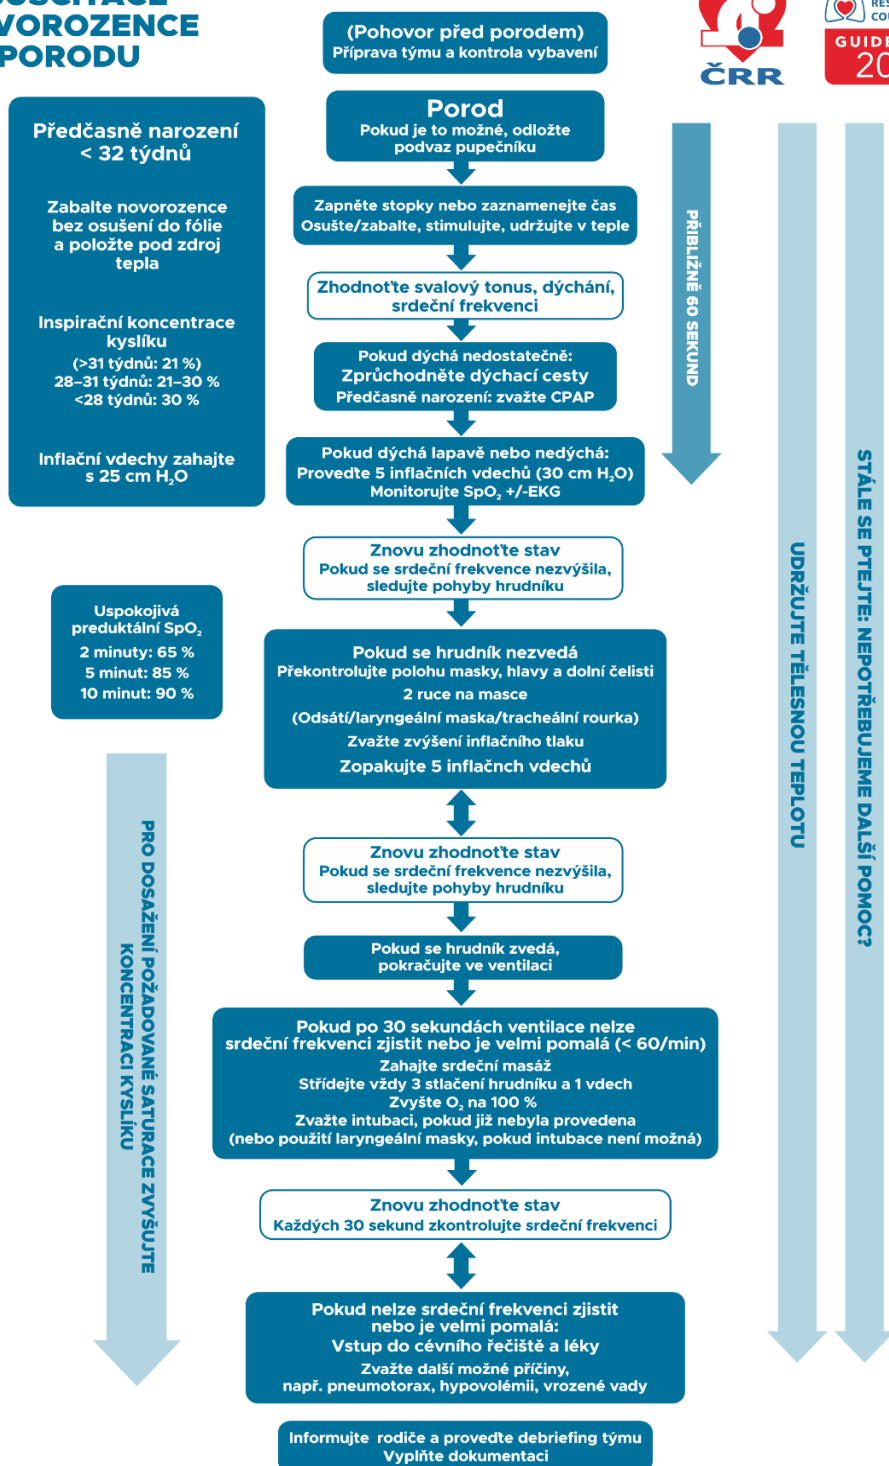 VOROZENCE
PORODU
(Pohovor před porodem)
Příprava týmu a kontrola vybavení
ČRR
RES
COU
GUIDE
20
Porod
Pokud je to možné, odložte
podvaz pupečníku
Předčasně narození
< 32 týdnů
Zabalte novorozence
bez osušení do fólie
a položte pod zdroj
tepla
Inspirační koncentrace
kyslíku
(>31 týdnů: 21 %)
28–31 týdnů: 21–30 %
<28 týdnů: 30 %
Inflační vdechy zahajte
s 25 cm H₂O
Zapněte stopky nebo zaznamenejte čas
Osušte/zabalte, stimulujte, udržujte v teple
Zhodnoťte svalový tonus, dýchání,
srdeční frekvenci
Pokud dýchá nedostatečně:
Zprůchodněte dýchací cesty
Předčasně narození: zvažte CPAP
Pokud dýchá lapavě nebo nedýchá:
Proveďte 5 inflačních vdechů (30 cm H₂O)
Monitorujte SpO₂ +/-EKG
PŘIBLIŽNĚ 60 SEKUND
UDRŽUJTE TĚLESNOU TEPLOTU
STÁLE SE PTEJTE: NEPOTŘEBUJEME DALŠÍ POMOC?
Znovu zhodnoťte stav
Pokud se srdeční frekvence nezvýšila,
sledujte pohyby hrudníku
Uspokojivá
preduktální SpO₂
2 minuty: 65 %
5 minut: 85 %
10 minut: 90 %
Pokud se hrudník nezvedá
Překontrolujte polohu masky, hlavy a dolní čelisti
2 ruce na masce
(Odsátí/laryngeální maska/tracheální rourka)
Zvažte zvýšení inflačního tlaku
Zopakujte 5 inflačnch vdechů
PRO DOSAŽENÍ POŽADOVANÉ SATURACE ZVYŠUJTE
KONCENTRACI KYSLÍKU
Znovu zhodnoťte stav
Pokud se srdeční frekvence nezvýšila,
sledujte pohyby hrudníku
Pokud se hrudník zvedá,
pokračujte ve ventilaci
Pokud po 30 sekundách ventilace nelze
srdeční frekvenci zjistit nebo je velmi pomalá (< 60/min)
Zahajte srdeční masáž
Střídejte vždy 3 stlačení hrudníku a 1 vdech
Zvyšte O₂ na 100 %
Zvažte intubaci, pokud již nebyla provedena
(nebo použití laryngeální masky, pokud intubace není možná)
Znovu zhodnoťte stav
Každých 30 sekund zkontrolujte srdeční frekvenci
Pokud nelze srdeční frekvenci zjistit
nebo je velmi pomalá:
Vstup do cévního řečiště a léky
Zvažte další možné příčiny,
např. pneumotorax, hypovolémii, vrozené vady
Informujte rodiče a proveďte debriefing týmu
Vyplňte dokumentaci